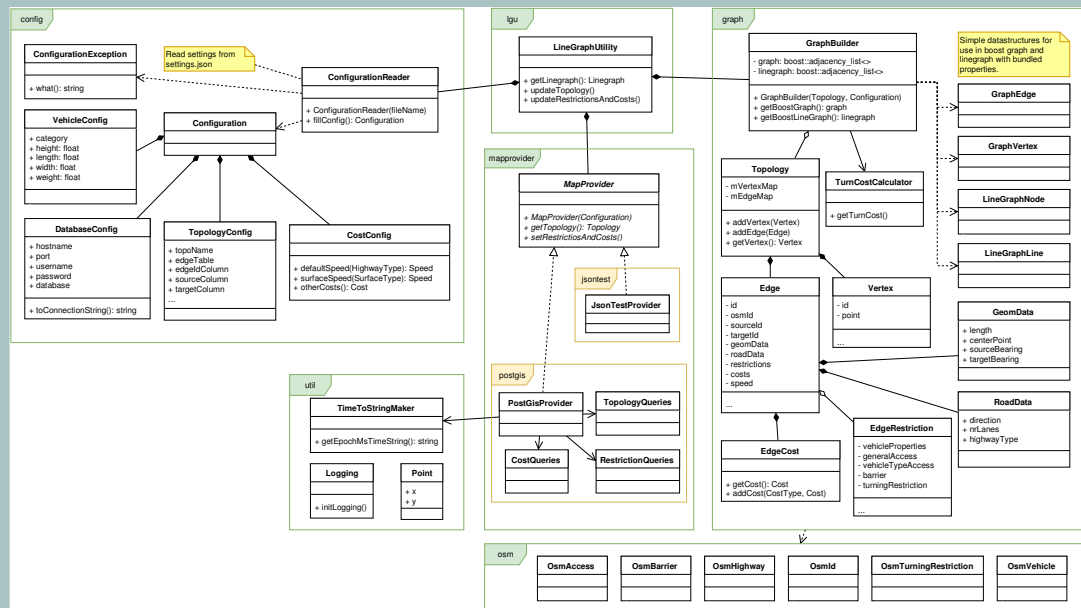 config
ConfigurationException
+ what(): string
Read settings from
settings.json
ConfigurationReader
+ ConfigurationReader(fileName)
+ fillConfig(): Configuration
VehicleConfig
+ category
+ height: float
+ length: float
+ width: float
+ weight: float
Configuration
DatabaseConfig
+ hostname
+ port
+ username
+ password
+ database
+ toConnectionString(): string
TopologyConfig
+ topoName
+ edgeTable
+ edgeIdColumn
+ sourceColumn
+ targetColumn
...
CostConfig
+ defaultSpeed(HighwayType): Speed
+ surfaceSpeed(SurfaceType): Speed
+ otherCosts(): Cost
lgu
LineGraphUtility
+ getLinegraph(): Linegraph
+ updateTopology()
+ updateRestrictionsAndCosts()
mapprovider
MapProvider
+ MapProvider(Configuration)
+ getTopology(): Topology
+ setRestrictiosAndCosts()
jsontest
JsonTestProvider
postgis
PostGisProvider
TopologyQueries
CostQueries
RestrictionQueries
util
TimeToStringMaker
+ getEpochMsTimeString(): string
Logging
+ initLogging()
Point
+ x
+ y
graph
GraphBuilder
- graph: boost::adjacency_list<>
- linegraph: boost::adjacency_list<>
+ GraphBuilder(Topology, Configuration)
+ getBoostGraph(): graph
+ getBoostLineGraph(): linegraph
Simple datastructures for
use in boost graph and
linegraph with bundled
properties.
GraphEdge
GraphVertex
LineGraphNode
LineGraphLine
Topology
- mVertexMap
- mEdgeMap
+ addVertex(Vertex)
+ addEdge(Edge)
+ getVertex(): Vertex
TurnCostCalculator
+ getTurnCost()
Edge
- id
- osmId
- sourceId
- targetId
- geomData
- roadData
- restrictions
- costs
- speed
...
Vertex
- id
- point
...
GeomData
+ length
+ centerPoint
+ sourceBearing
+ targetBearing
RoadData
+ direction
+ nrLanes
+ highwayType
EdgeRestriction
- vehicleProperties
- generalAccess
- vehicleTypeAccess
- barrier
- turningRestriction
...
EdgeCost
+ getCost(): Cost
+ addCost(CostType, Cost)
osm
OsmAccess
OsmBarrier
OsmHighway
OsmId
OsmTurningRestriction
OsmVehicle